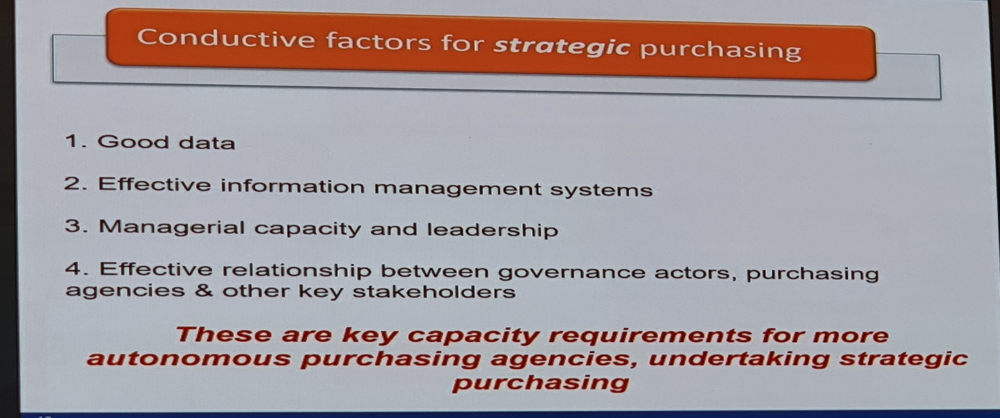 Conductive factors for strategic purchasing
1. Good data
2. Effective information management systems
3. Managerial capacity and leadership
4. Effective relationship between governance actors, purchasing
agencies & other key stakeholders
These are key capacity requirements for more
autonomous purchasing agencies, undertaking strategic
purchasing